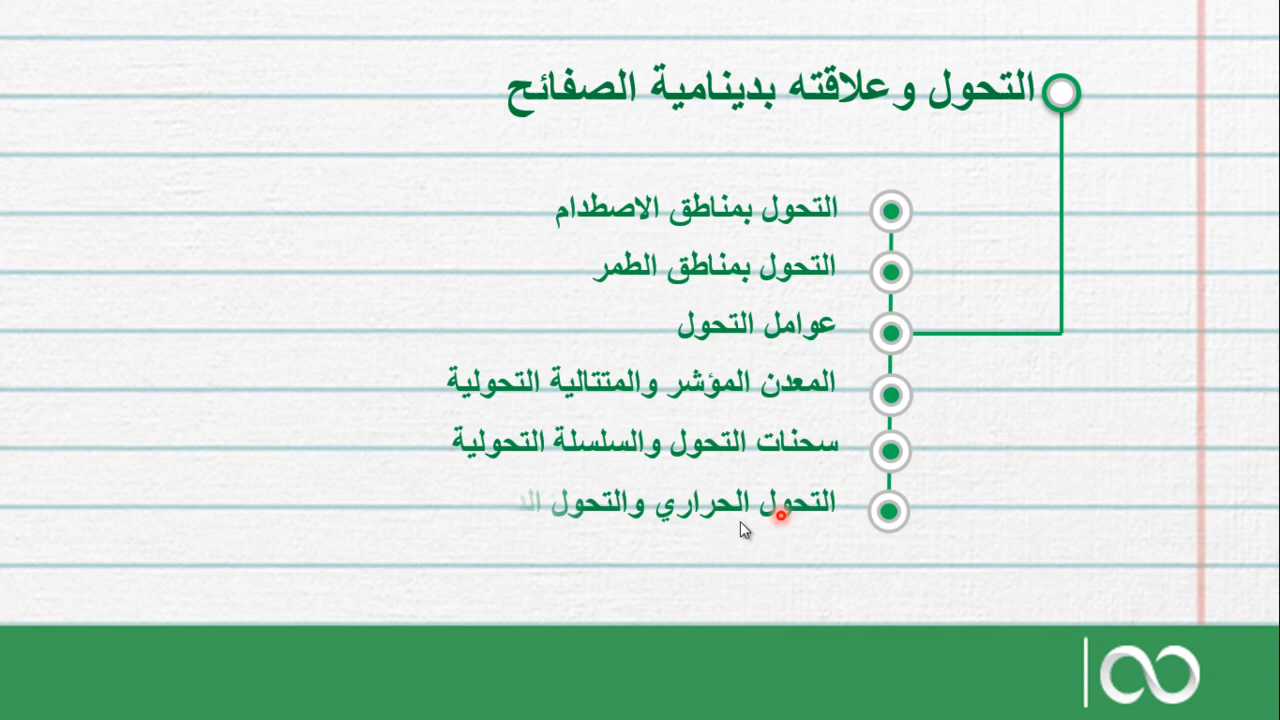 التحول وعلاقته بدينامية الصفائح
التحول بمناطق الاصطدام
التحول بمناطق الطمر
عوامل التحول
المعدن المؤشر والمتتالية التحولية
سحنات التحول والسلسلة التحولية
التحول الحراري والتحول